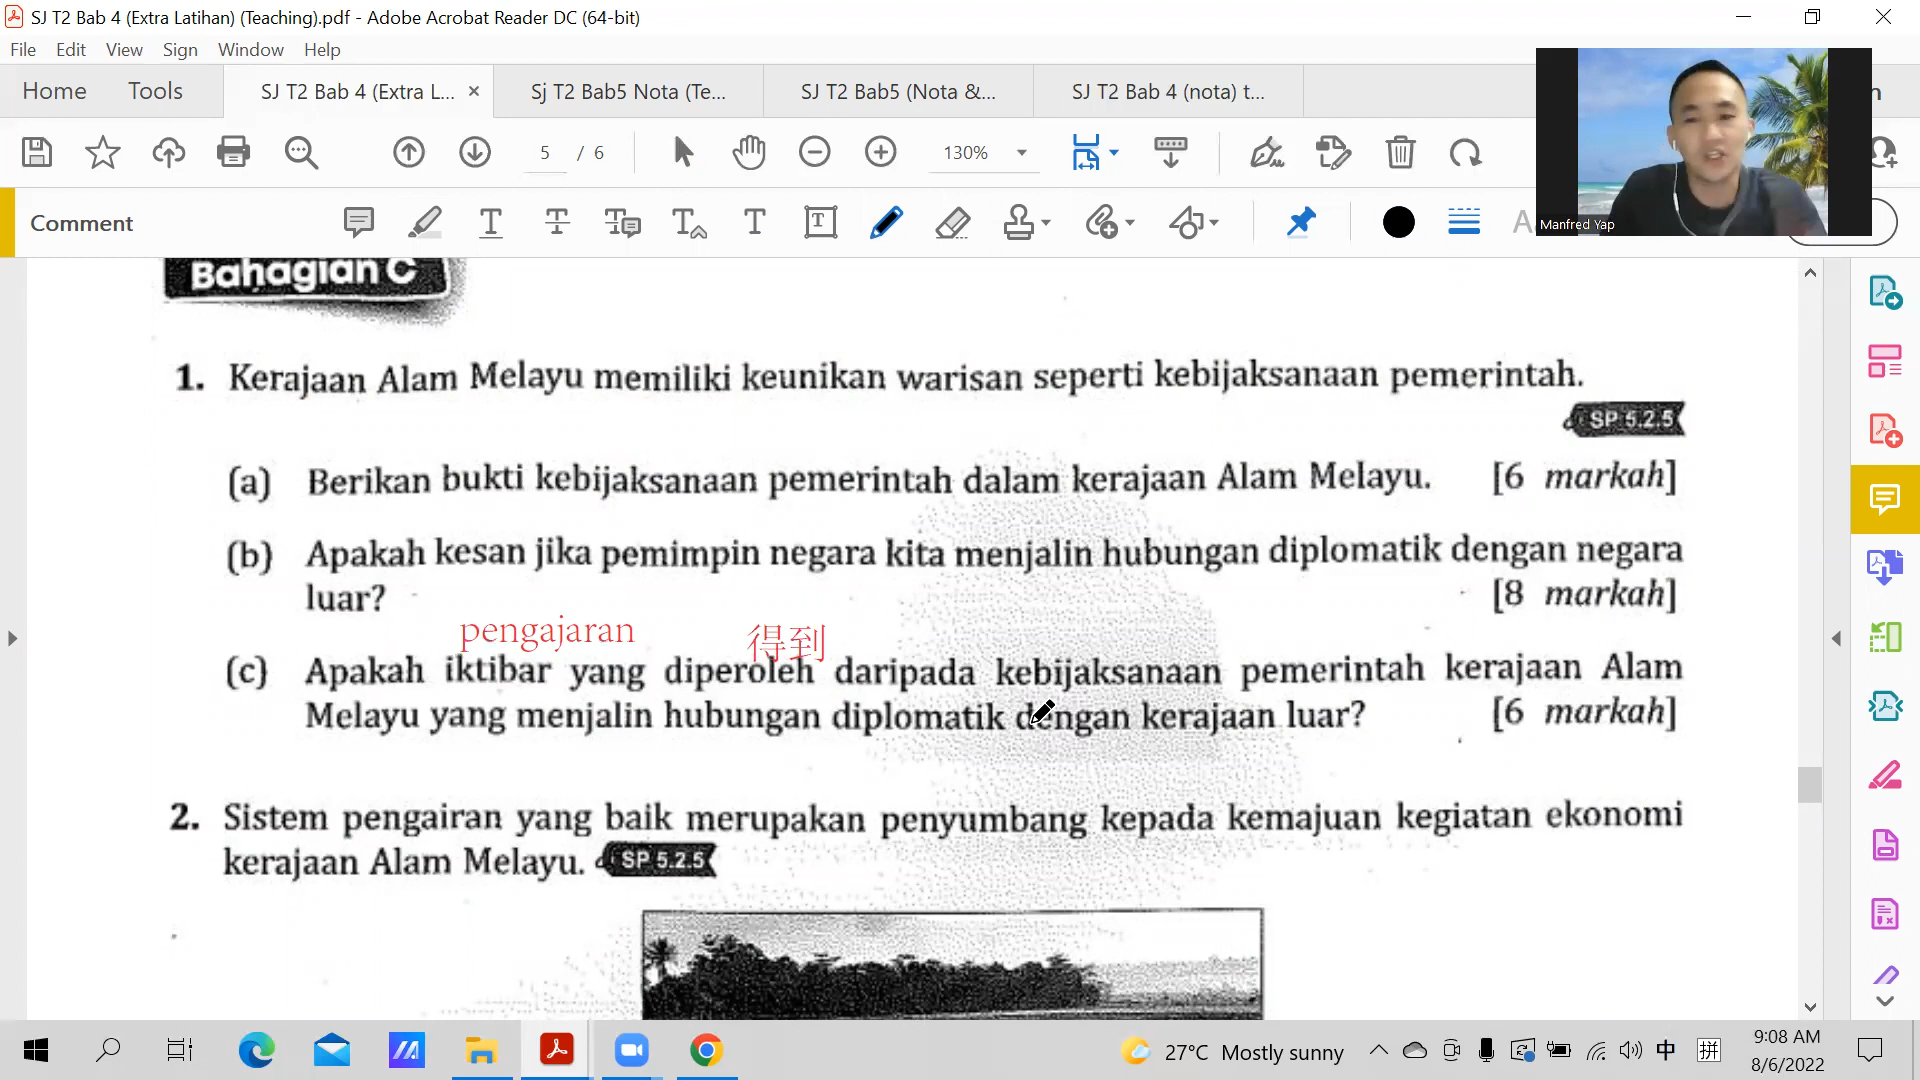 SJ T2 Bab 4 (Extra Latihan) (Teaching).pdf - Adobe Acrobat Reader DC (64-bit)
File Edit View Sign Window Help
Home Tools SJ T2 Bab 4 (Extra L... × Sj T2 Bab5 Nota (Te... SJ T2 Bab5 (Nota &... SJ T2 Bab 4 (nota) t...
5 / 6 130%
Comment
Manfred Yap
Bahagian C
1. Kerajaan Alam Melayu memiliki keunikan warisan seperti kebijaksanaan pemerintah.
SP 5.2.5
(a) Berikan bukti kebijaksanaan pemerintah dalam kerajaan Alam Melayu. [6 markah]
(b) Apakah kesan jika pemimpin negara kita menjalin hubungan diplomatik dengan negara
luar? [8 markah]
pengajaran 得到
(c) Apakah iktibar yang diperoleh daripada kebijaksanaan pemerintah kerajaan Alam
Melayu yang menjalin hubungan diplomatik dengan kerajaan luar? [6 markah]
2. Sistem pengairan yang baik merupakan penyumbang kepada kemajuan kegiatan ekonomi
kerajaan Alam Melayu. SP 5.2.5
27°C Mostly sunny 中 拼 9:08 AM
8/6/2022